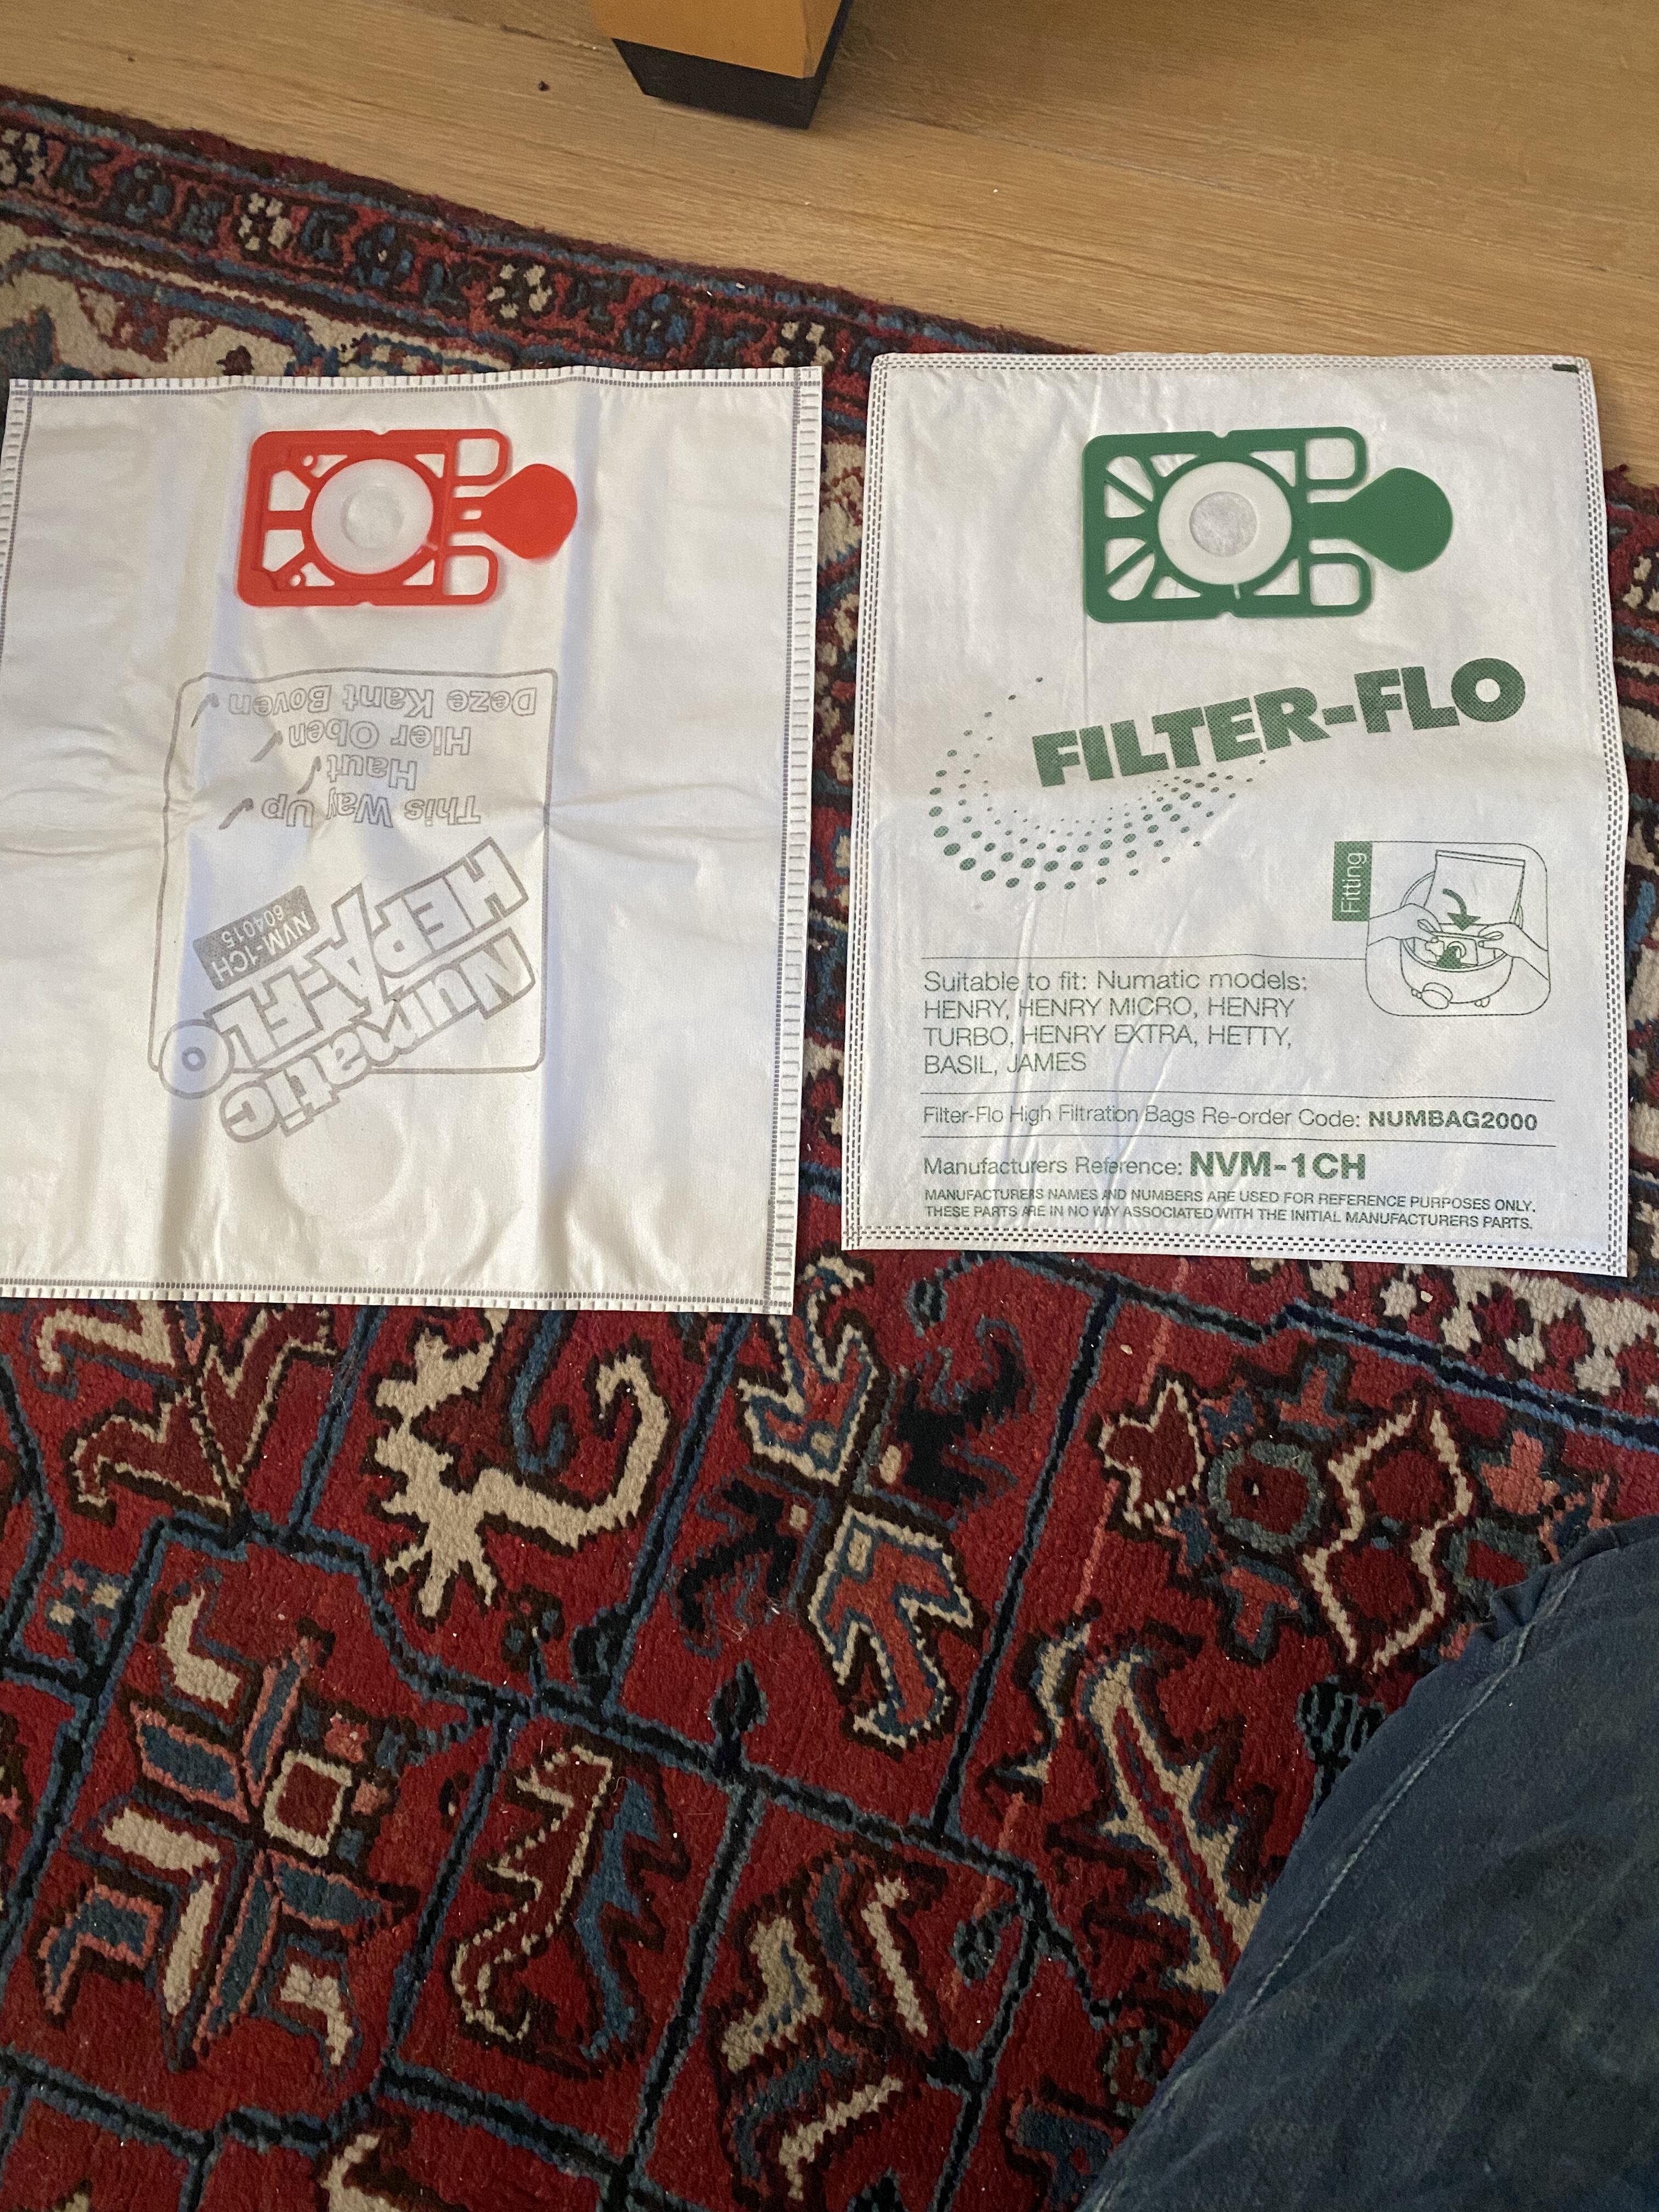 This Way Up
Haut
Hier Oben
Deze Kant Boven
Numatic
HEPA-FLO
NVM-1CH
604015
FILTER-FLO
Fitting
Suitable to fit: Numatic models:
HENRY, HENRY MICRO, HENRY
TURBO, HENRY EXTRA, HETTY,
BASIL, JAMES
Filter-Flo High Filtration Bags Re-order Code: NUMBAG2000
Manufacturers Reference: NVM-1CH
MANUFACTURERS NAMES AND NUMBERS ARE USED FOR REFERENCE PURPOSES ONLY.
THESE PARTS ARE IN NO WAY ASSOCIATED WITH THE INITIAL MANUFACTURERS PARTS.